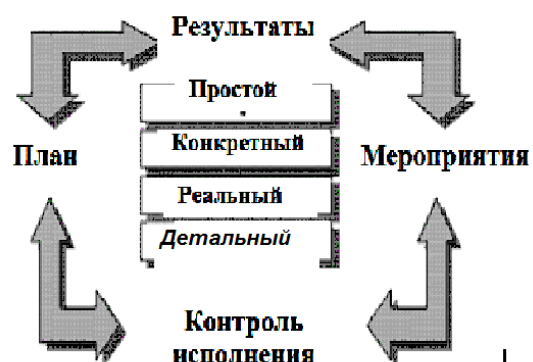 Результаты
Простой
Конкретный
План
Мероприятия
Реальный
Детальный
Контроль
исполнения